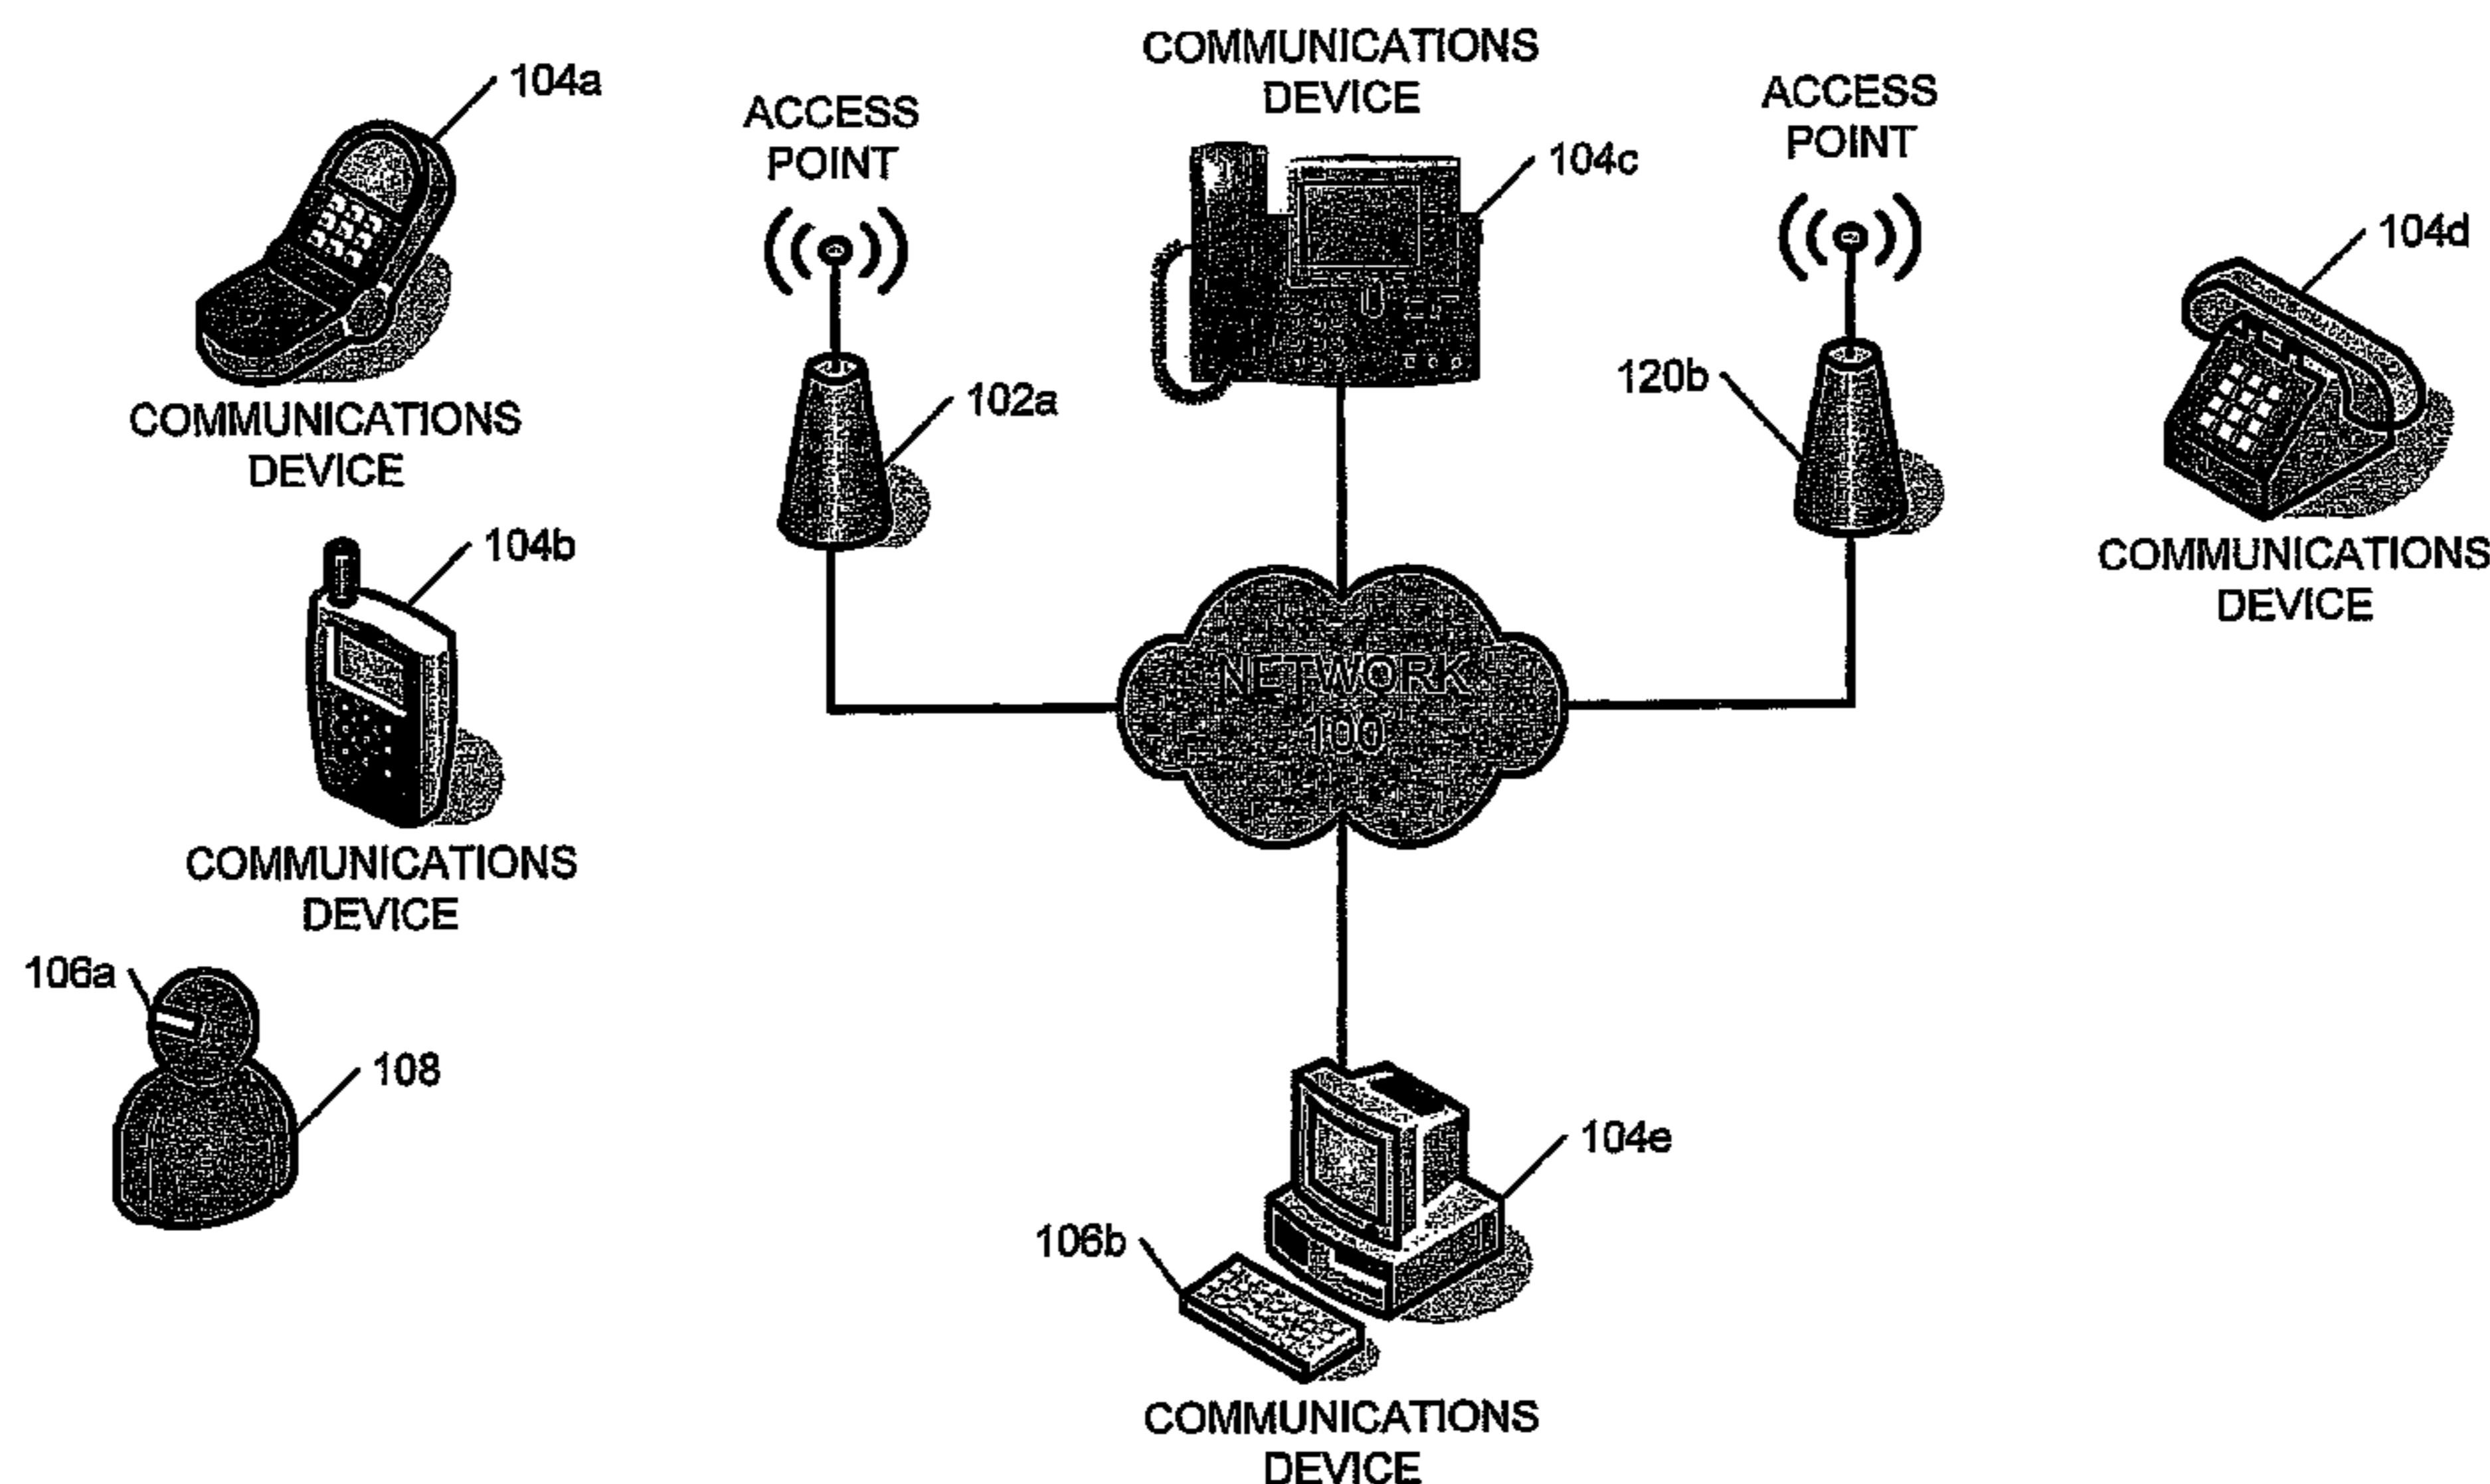 104a
COMMUNICATIONS
DEVICE
ACCESS
POINT
102a
COMMUNICATIONS
DEVICE
104c
ACCESS
POINT
120b
104d
COMMUNICATIONS
DEVICE
104b
COMMUNICATIONS
DEVICE
NETWORK
100
106a
108
104e
106b
COMMUNICATIONS
DEVICE